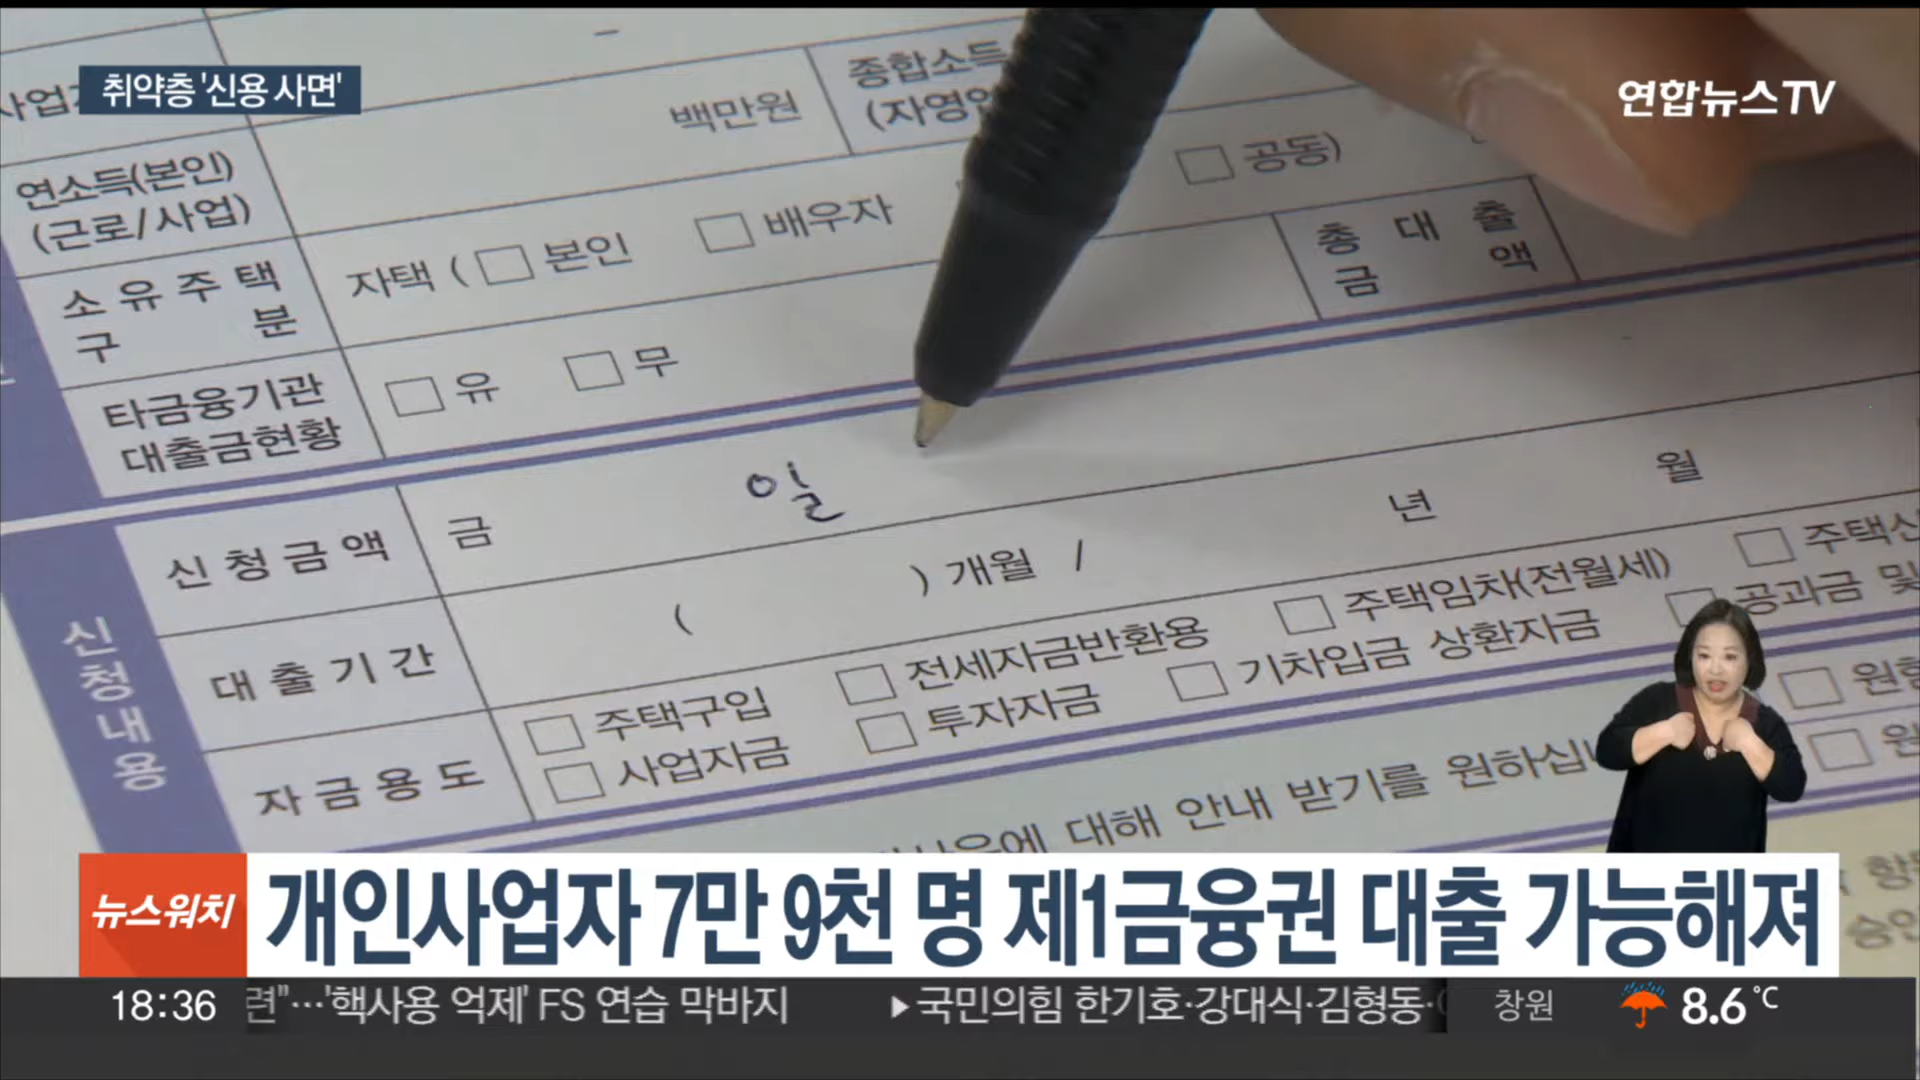 취약층 '신용 사면'
연합뉴스TV
백만원
종합소득
(자영업
연소득(본인)
(근로/사업)
소유주택
구분
자택 ( □ 본인 □ 배우자 □ 공동)
총대출
금액
타금융기관
대출금현황
□ 유 □ 무
신청내용
신청금액
금 일
대출기간
( ) 개월 / 년 월
자금용도
□ 주택구입 □ 전세자금반환용 □ 주택임차(전월세) □ 주택신
□ 사업자금 □ 투자자금 □ 기차입금 상환자금 □ 공과금 및
대해 안내 받기를 원하십니
뉴스워치
개인사업자 7만 9천 명 제1금융권 대출 가능해져
18:36 련"…'핵사용 억제' FS 연습 막바지 ▶국민의힘 한기호·강대식·김형동· 창원 8.6℃